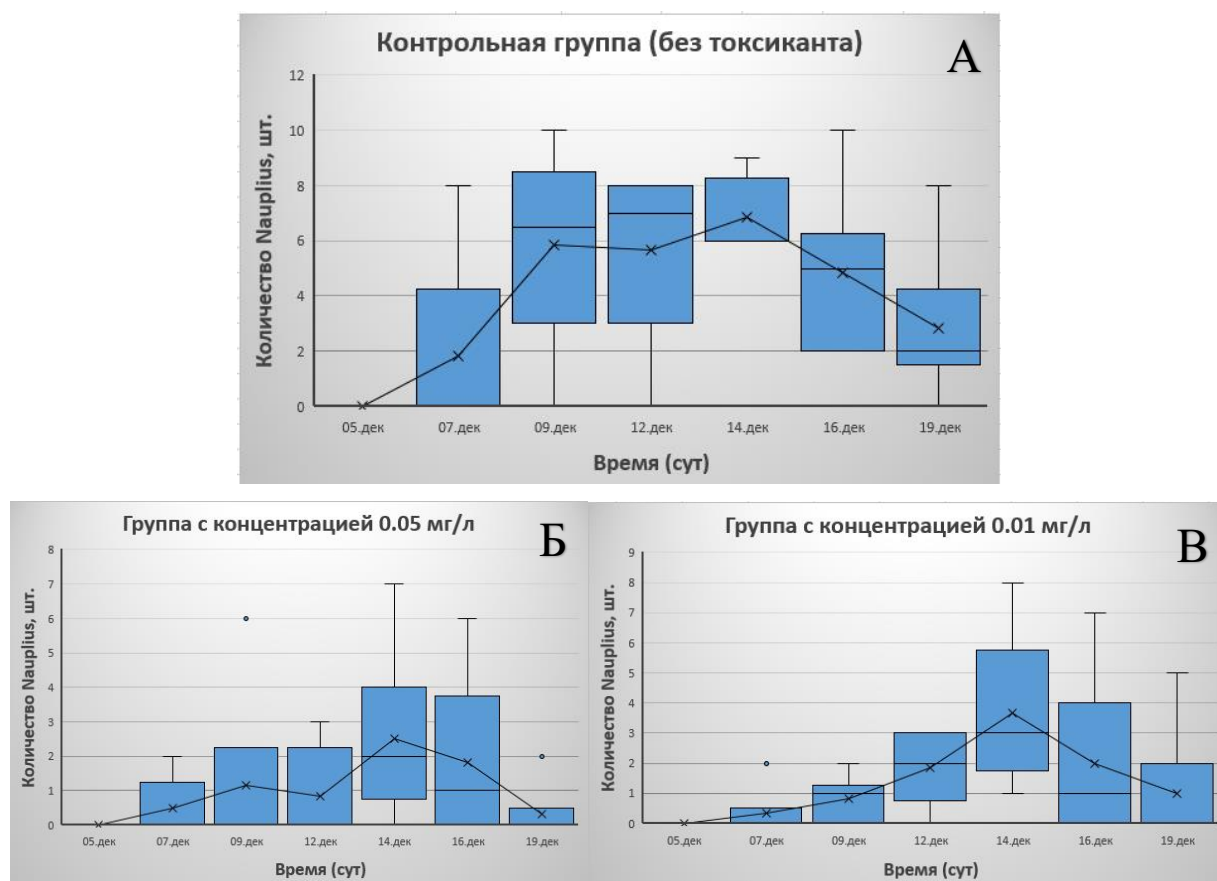 Контрольная группа (без токсиканта)
А
Количество Nauplius, шт.
12
10
8
6
4
2
0
05.дек 07.дек 09.дек 12.дек 14.дек 16.дек 19.дек
Время (сут)
Группа с концентрацией 0.05 мг/л
Б
Количество Nauplius, шт.
8
7
6
5
4
3
2
1
0
05.дек 07.дек 09.дек 12.дек 14.дек 16.дек 19.дек
Время (сут)
Группа с концентрацией 0.01 мг/л
В
Количество Nauplius, шт.
9
8
7
6
5
4
3
2
1
0
05.дек 07.дек 09.дек 12.дек 14.дек 16.дек 19.дек
Время (сут)